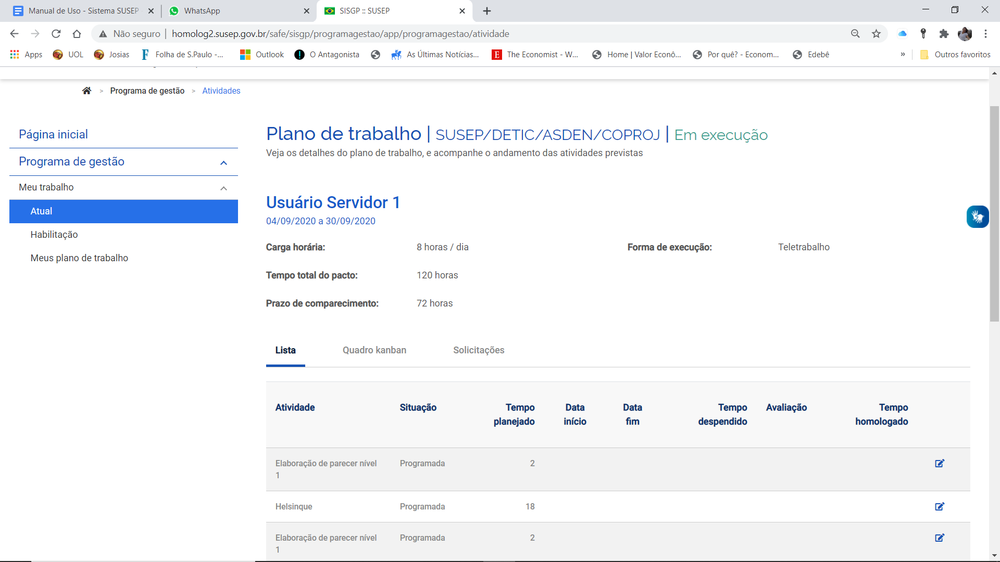 Manual de Uso - Sistema SUSEP
WhatsApp
SISGP :: SUSEP
Não seguro
homolog2.susep.gov.br/safe/sisgp/programagestao/app/programagestao/atividade
Apps
UOL
Josias
Folha de S.Paulo -...
Outlook
O Antagonista
As Últimas Notícias...
The Economist - W...
Home | Valor Econô...
Por quê? - Econom...
Edebê
»
Outros favoritos
> Programa de gestão > Atividades
Página inicial
Programa de gestão
Meu trabalho
Atual
Habilitação
Meus plano de trabalho
Plano de trabalho | SUSEP/DETIC/ASDEN/COPROJ | Em execução
Veja os detalhes do plano de trabalho, e acompanhe o andamento das atividades previstas
Usuário Servidor 1
04/09/2020 a 30/09/2020
Carga horária: 8 horas / dia Forma de execução: Teletrabalho
Tempo total do pacto: 120 horas
Prazo de comparecimento: 72 horas
Lista Quadro kanban Solicitações
Atividade Situação Tempo planejado Data início Data fim Tempo despendido Avaliação Tempo homologado
Elaboração de parecer nível 1 Programada 2
Helsinque Programada 18
Elaboração de parecer nível 1 Programada 2